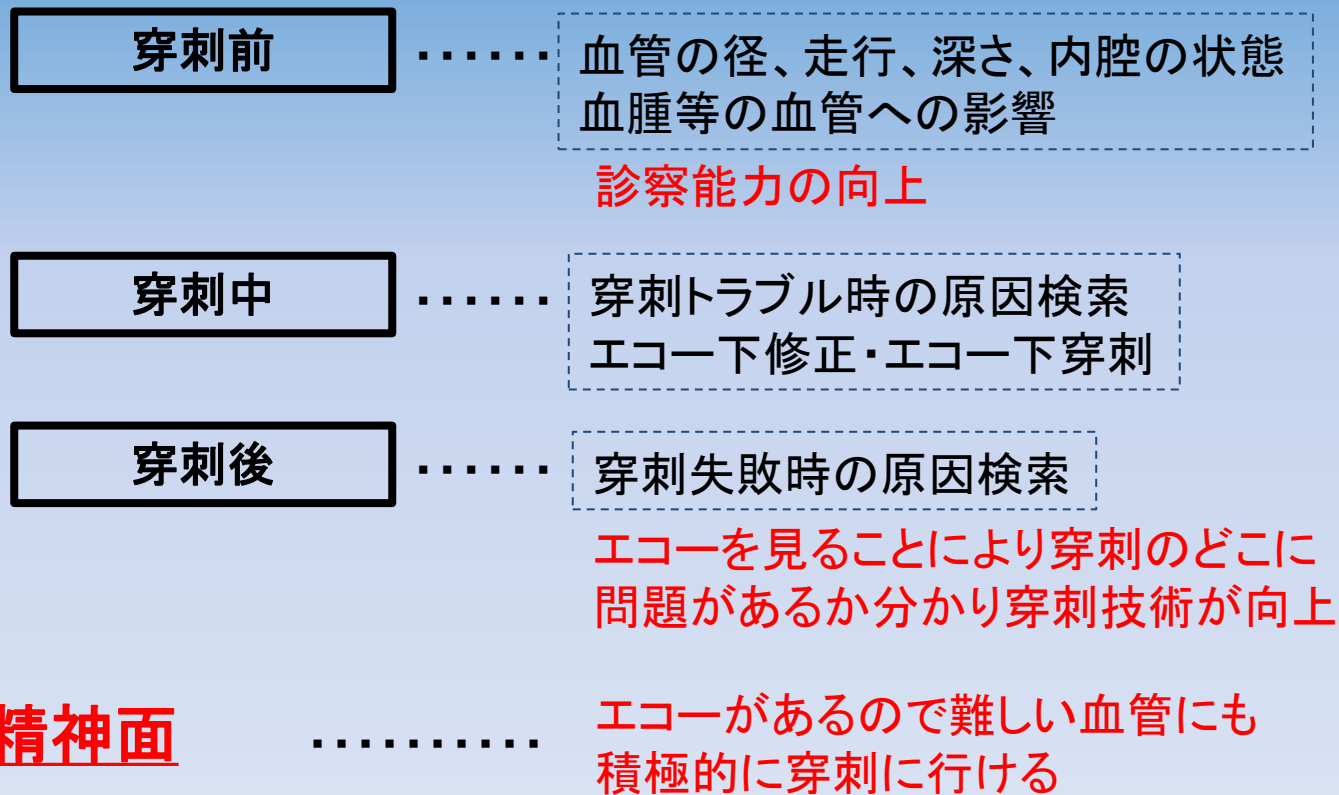 穿刺前 ・・・・・・ 血管の径、走行、深さ、内腔の状態
血腫等の血管への影響
診察能力の向上
穿刺中 ・・・・・・ 穿刺トラブル時の原因検索
エコー下修正・エコー下穿刺
穿刺後 ・・・・・・ 穿刺失敗時の原因検索
エコーを見ることにより穿刺のどこに
問題があるか分かり穿刺技術が向上
精神面 ・・・・・・・・・・ エコーがあるので難しい血管にも
積極的に穿刺に行ける